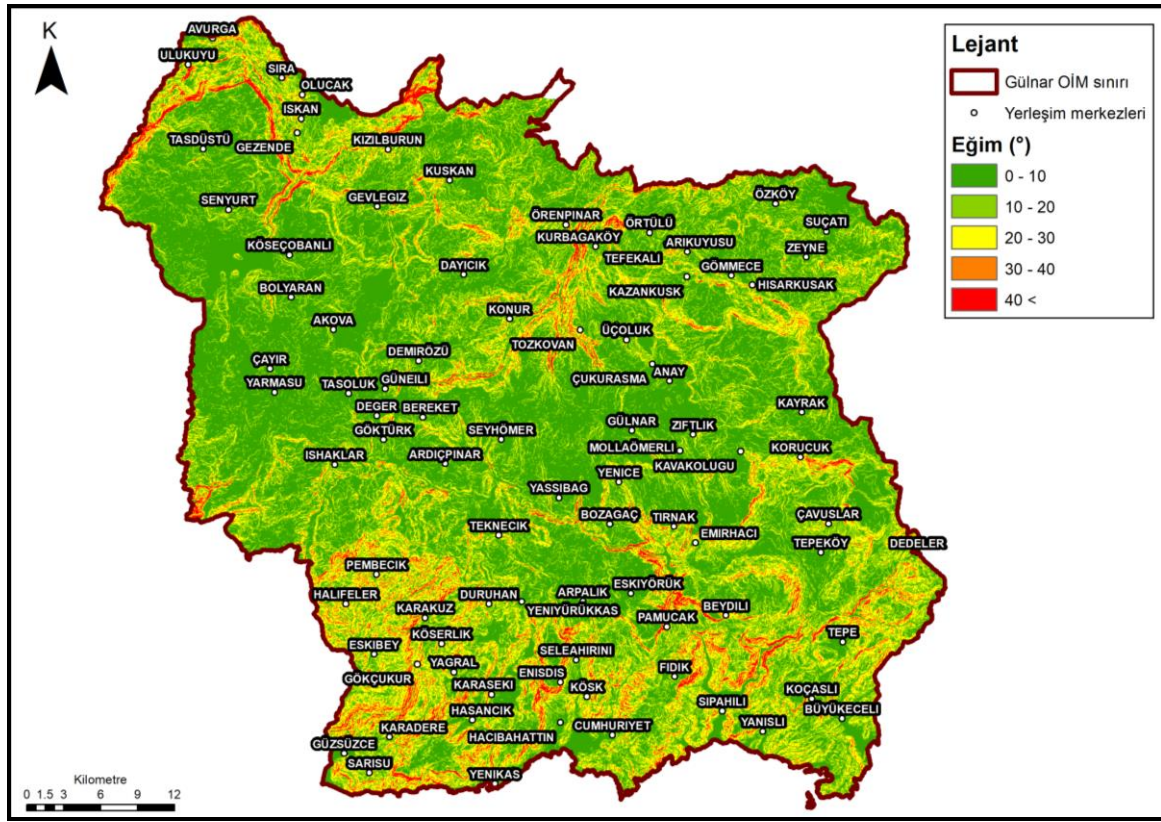 K
Lejant
Gülnar OİM sınırı
Yerleşim merkezleri
Eğim (°)
0 - 10
10 - 20
20 - 30
30 - 40
40 <
AVURGA
ULUKUYU
SIRA
OLUCAK
ISKAN
TASDÜSTÜ
GEZENDE
KIZILBURUN
KUSKAN
SENYURT
GEVLEGIZ
ÖZKÖY
ÖRENPINAR
ÖRTÜLÜ
SUÇATI
KÖSEÇOBANLI
KURBAGAKÖY
TEFEKALI
ARIKUYUSU
ZEYNE
DAYICIK
GÖMMECE
KAZANKUSK
HISARKUSAK
BOLYARAN
KONUR
AKOVA
TOZKOVAN
ÜÇOLUK
DEMIRÖZÜ
ÇAYIR
YARMASU
TASOLUK
GÜNEILI
ÇUKURASMA
ANAY
DEGER
BEREKET
KAYRAK
GÖKTÜRK
SEYHÖMER
GÜLNAR
ZIFTLIK
ISHAKLAR
ARDIÇPINAR
MOLLAÖMERLI
KAVAKOLUGU
KORUCUK
YENICE
YASSIBAG
TEKNECIK
BOZAGAÇ
TIRNAK
ÇAVUSLAR
EMIRHACI
TEPEKÖY
DEDELER
PEMBECIK
HALIFELER
DURUHAN
ARPALIK
ESKIYÖRÜK
KARAKUZ
YENIYÜRÜKKAS
PAMUCAK
BEYDILI
KÖSERLIK
TEPE
ESKIBEY
YAGRAL
SELEAHIRINI
GÖKÇUKUR
ENISDIS
FIDIK
KARASEKI
KÖSK
KOÇASLI
HASANCIK
SIPAHILI
BÜYÜKECELI
KARADERE
HACIBAHATTIN
CUMHURIYET
YANISLI
GÜZSÜZCE
SARISU
YENIKAS
Kilometre
0 1.5 3 6 9 12